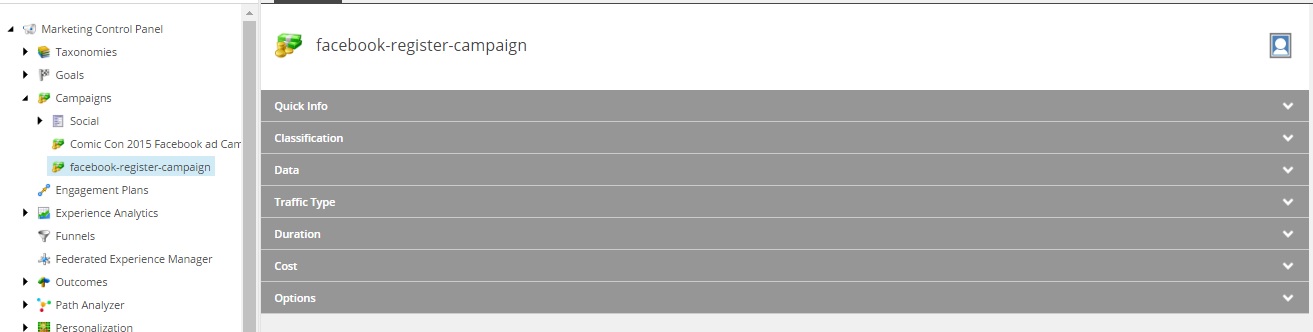 Marketing Control Panel
Taxonomies
Goals
Campaigns
Social
Comic Con 2015 Facebook ad Cam
facebook-register-campaign
Engagement Plans
Experience Analytics
Funnels
Federated Experience Manager
Outcomes
Path Analyzer
Personalization
facebook-register-campaign
Quick Info
Classification
Data
Traffic Type
Duration
Cost
Options